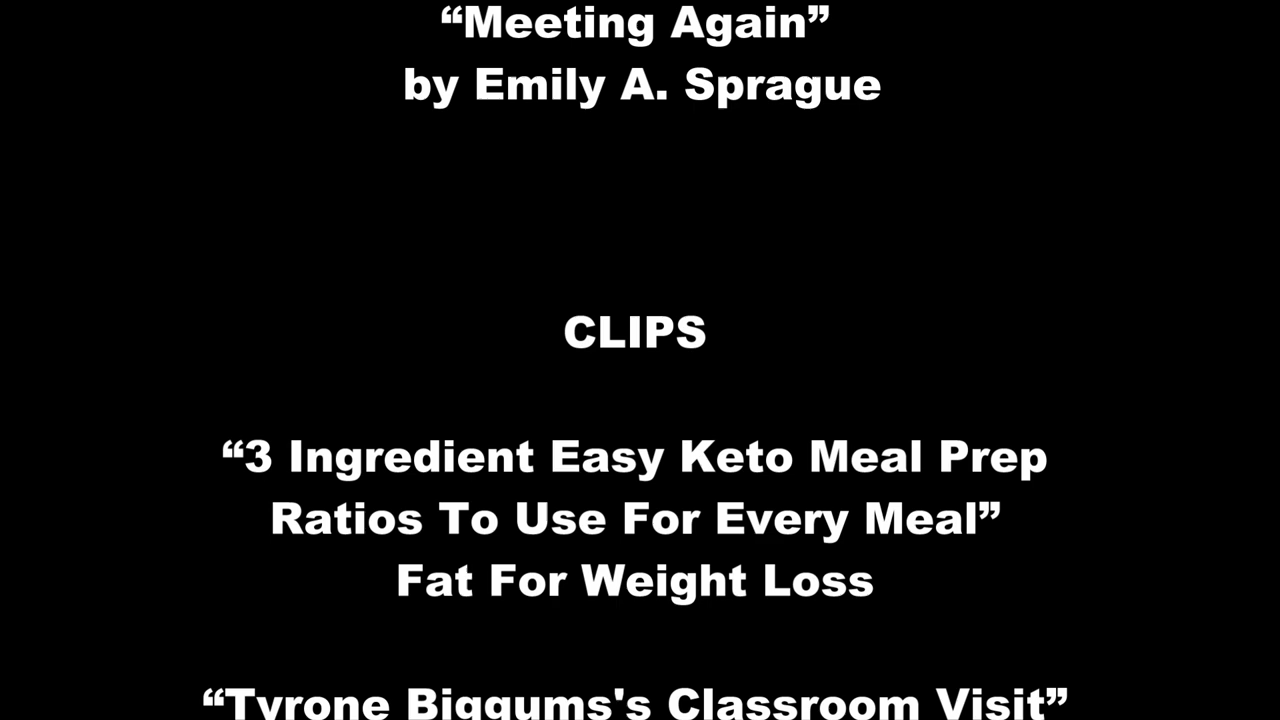 “Meeting Again”
by Emily A. Sprague
CLIPS
“3 Ingredient Easy Keto Meal Prep
Ratios To Use For Every Meal”
Fat For Weight Loss
“Tyrone Biggums's Classroom Visit”